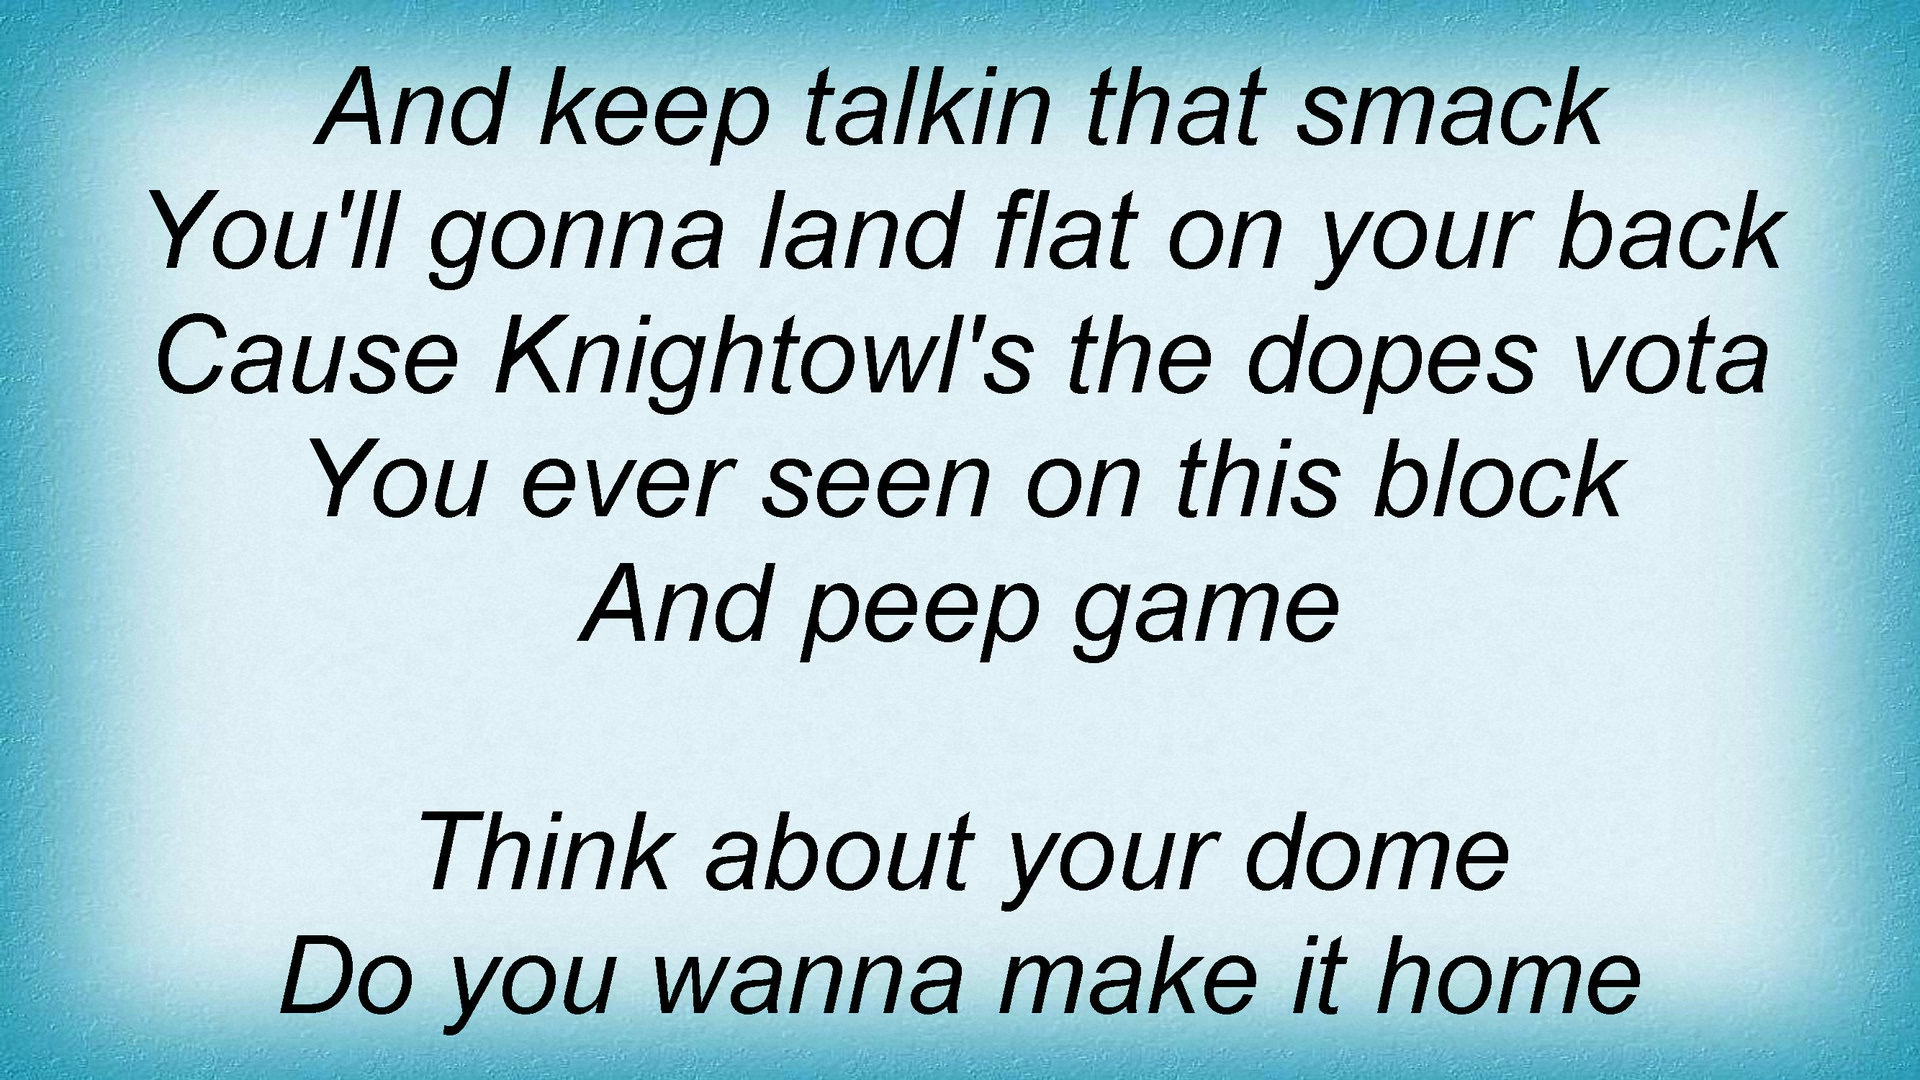 And keep talkin that smack
You'll gonna land flat on your back
Cause Knightowl's the dopes vota
You ever seen on this block
And peep game
Think about your dome
Do you wanna make it home